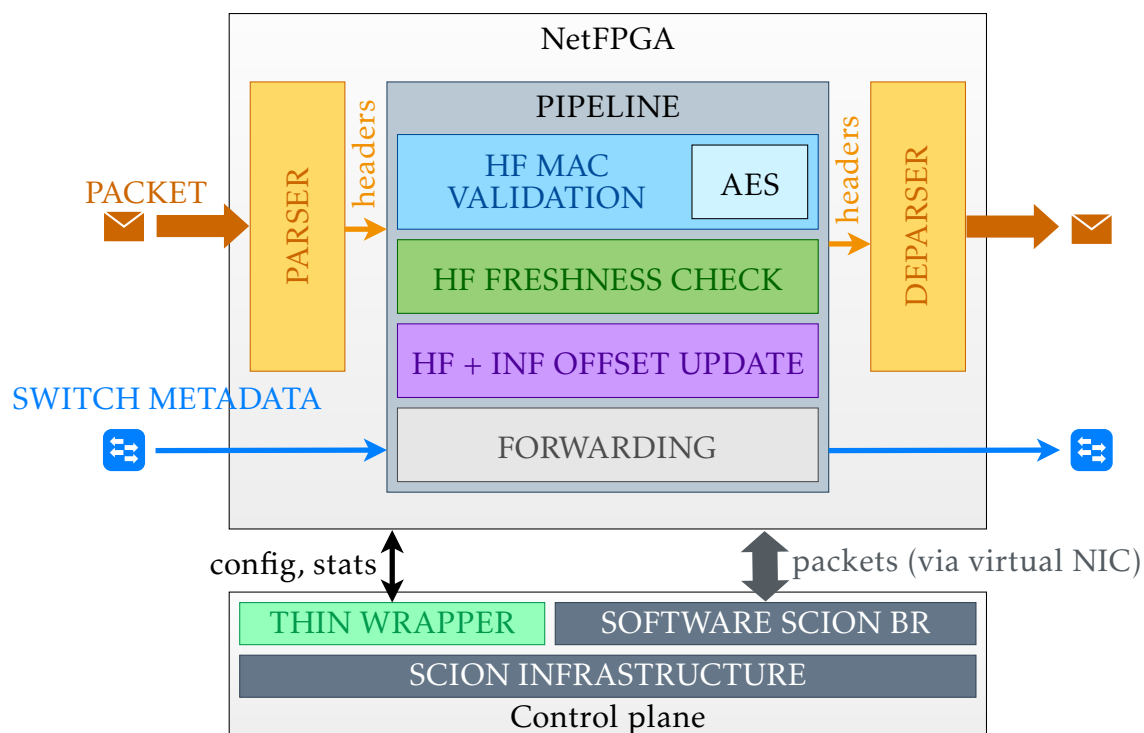 NetFPGA
PIPELINE
headers
headers
HF MAC
VALIDATION
AES
PACKET
PARSER
DEPARSER
HF FRESHNESS CHECK
HF + INF OFFSET UPDATE
SWITCH METADATA
FORWARDING
config, stats
packets (via virtual NIC)
THIN WRAPPER
SOFTWARE SCION BR
SCION INFRASTRUCTURE
Control plane